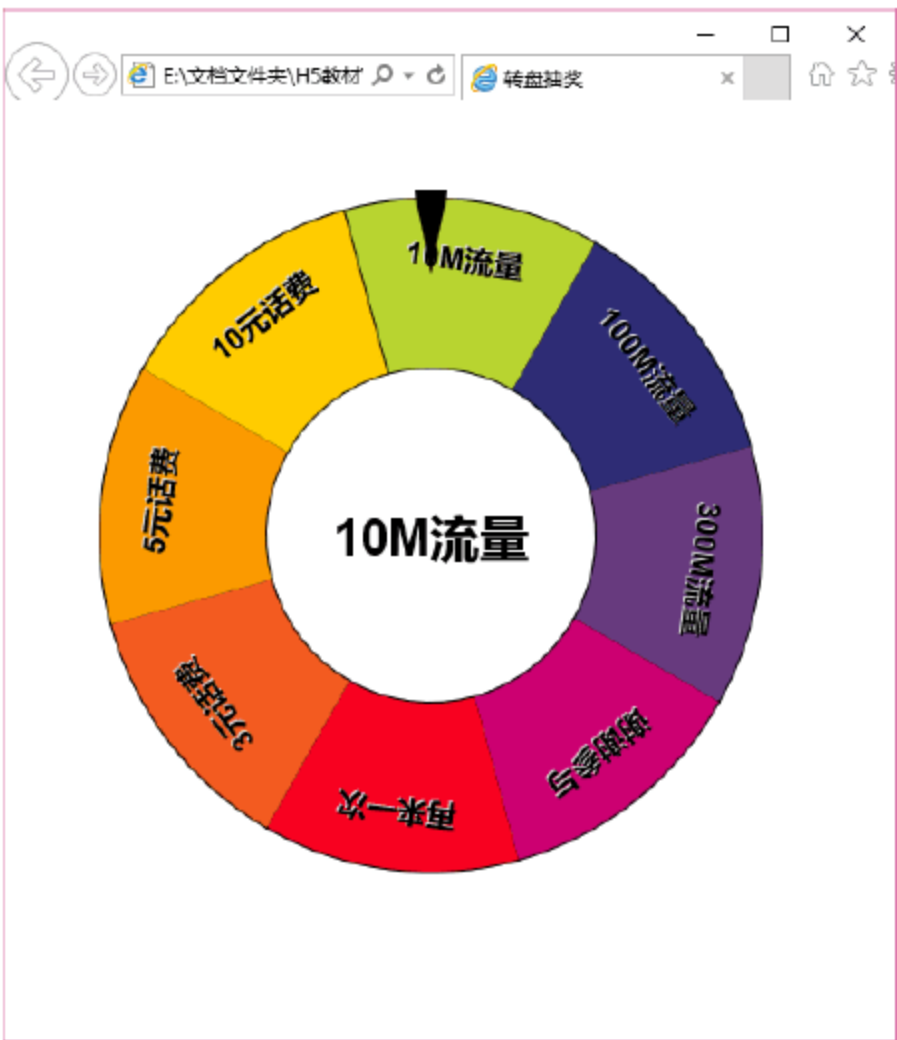 E:\文档文件夹\H5教材
转盘抽奖
10M流量
100M流量
300M流量
谢谢参与
再来一次
3元话费
5元话费
10元话费
10M流量